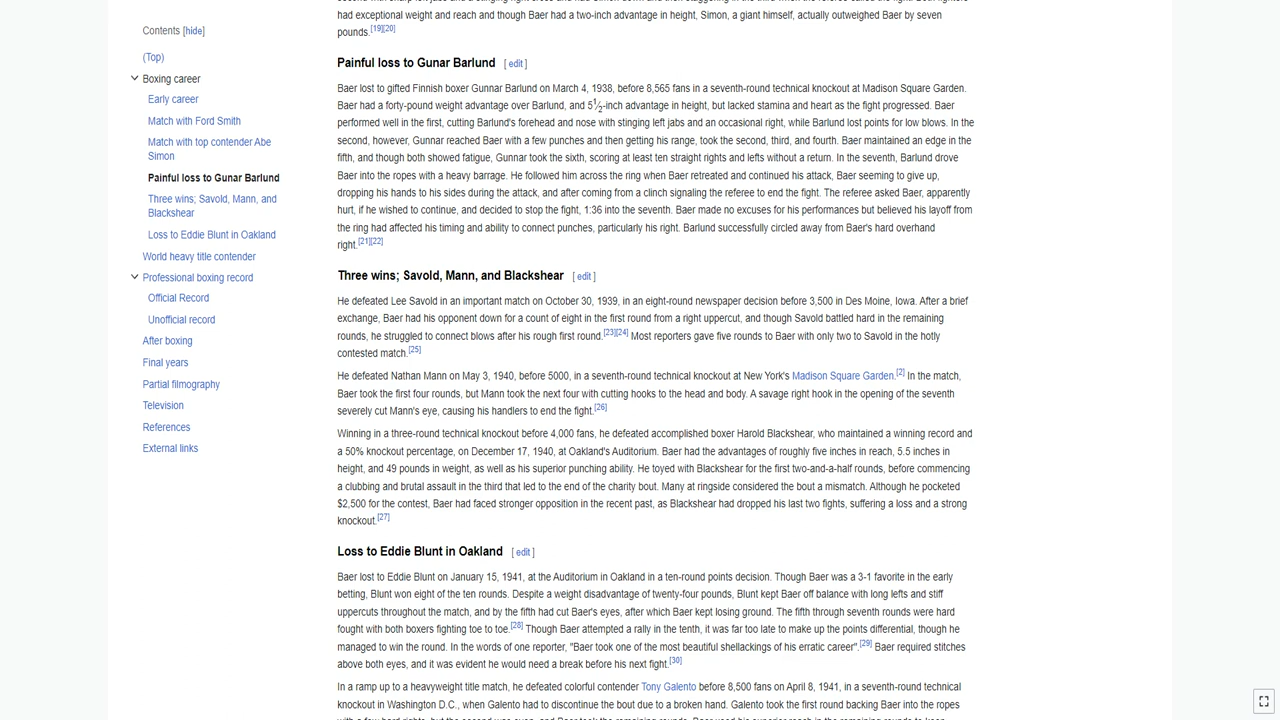 Contents [hide]
(Top)
Boxing career
Early career
Match with Ford Smith
Match with top contender Abe
Simon
Painful loss to Gunar Barlund
Three wins; Savold, Mann, and
Blackshear
Loss to Eddie Blunt in Oakland
World heavy title contender
Professional boxing record
Official Record
Unofficial record
After boxing
Final years
Partial filmography
Television
References
External links
had exceptional weight and reach and though Baer had a two-inch advantage in height, Simon, a giant himself, actually outweighed Baer by seven
pounds.[19][20]
Painful loss to Gunar Barlund [ edit ]
Baer lost to gifted Finnish boxer Gunnar Barlund on March 4, 1938, before 8,565 fans in a seventh-round technical knockout at Madison Square Garden.
Baer had a forty-pound weight advantage over Barlund, and 5½-inch advantage in height, but lacked stamina and heart as the fight progressed. Baer
performed well in the first, cutting Barlund's forehead and nose with stinging left jabs and an occasional right, while Barlund lost points for low blows. In the
second, however, Gunnar reached Baer with a few punches and then getting his range, took the second, third, and fourth. Baer maintained an edge in the
fifth, and though both showed fatigue, Gunnar took the sixth, scoring at least ten straight rights and lefts without a return. In the seventh, Barlund drove
Baer into the ropes with a heavy barrage. He followed him across the ring when Baer retreated and continued his attack, Baer seeming to give up,
dropping his hands to his sides during the attack, and after coming from a clinch signaling the referee to end the fight. The referee asked Baer, apparently
hurt, if he wished to continue, and decided to stop the fight, 1:36 into the seventh. Baer made no excuses for his performances but believed his layoff from
the ring had affected his timing and ability to connect punches, particularly his right. Barlund successfully circled away from Baer's hard overhand
right.[21][22]
Three wins; Savold, Mann, and Blackshear [ edit ]
He defeated Lee Savold in an important match on October 30, 1939, in an eight-round newspaper decision before 3,500 in Des Moine, Iowa. After a brief
exchange, Baer had his opponent down for a count of eight in the first round from a right uppercut, and though Savold battled hard in the remaining
rounds, he struggled to connect blows after his rough first round.[23][24] Most reporters gave five rounds to Baer with only two to Savold in the hotly
contested match.[25]
He defeated Nathan Mann on May 3, 1940, before 5000, in a seventh-round technical knockout at New York's Madison Square Garden.[2] In the match,
Baer took the first four rounds, but Mann took the next four with cutting hooks to the head and body. A savage right hook in the opening of the seventh
severely cut Mann's eye, causing his handlers to end the fight.[26]
Winning in a three-round technical knockout before 4,000 fans, he defeated accomplished boxer Harold Blackshear, who maintained a winning record and
a 50% knockout percentage, on December 17, 1940, at Oakland's Auditorium. Baer had the advantages of roughly five inches in reach, 5.5 inches in
height, and 49 pounds in weight, as well as his superior punching ability. He toyed with Blackshear for the first two-and-a-half rounds, before commencing
a clubbing and brutal assault in the third that led to the end of the charity bout. Many at ringside considered the bout a mismatch. Although he pocketed
$2,500 for the contest, Baer had faced stronger opposition in the recent past, as Blackshear had dropped his last two fights, suffering a loss and a strong
knockout.[27]
Loss to Eddie Blunt in Oakland [ edit ]
Baer lost to Eddie Blunt on January 15, 1941, at the Auditorium in Oakland in a ten-round points decision. Though Baer was a 3-1 favorite in the early
betting, Blunt won eight of the ten rounds. Despite a weight disadvantage of twenty-four pounds, Blunt kept Baer off balance with long lefts and stiff
uppercuts throughout the match, and by the fifth had cut Baer's eyes, after which Baer kept losing ground. The fifth through seventh rounds were hard
fought with both boxers fighting toe to toe.[28] Though Baer attempted a rally in the tenth, it was far too late to make up the points differential, though he
managed to win the round. In the words of one reporter, "Baer took one of the most beautiful shellackings of his erratic career".[29] Baer required stitches
above both eyes, and it was evident he would need a break before his next fight.[30]
In a ramp up to a heavyweight title match, he defeated colorful contender Tony Galento before 8,500 fans on April 8, 1941, in a seventh-round technical
knockout in Washington D.C., when Galento had to discontinue the bout due to a broken hand. Galento took the first round backing Baer into the ropes